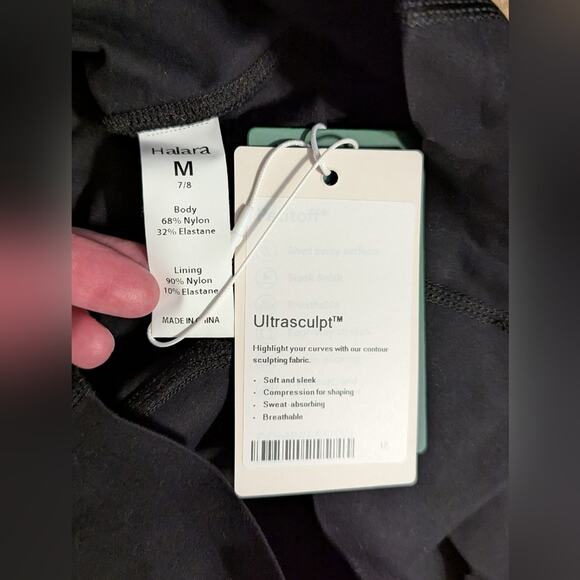 Halara
M
7/8
Body
68% Nylon
32% Elastane
Lining
90% Nylon
10% Elastane
MADE IN CHINA
Ultrasculpt™
Highlight your curves with our contour
sculpting fabric.
• Soft and sleek
• Compression for shaping
• Sweat-absorbing
• Breathable